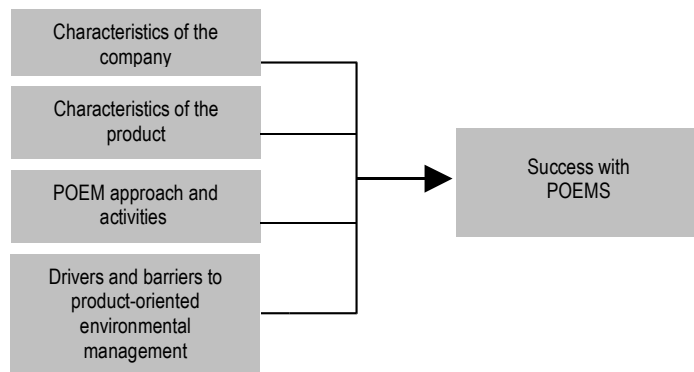 Characteristics of the
company
Characteristics of the
product
POEM approach and
activities
Drivers and barriers to
product-oriented
environmental
management
Success with
POEMS